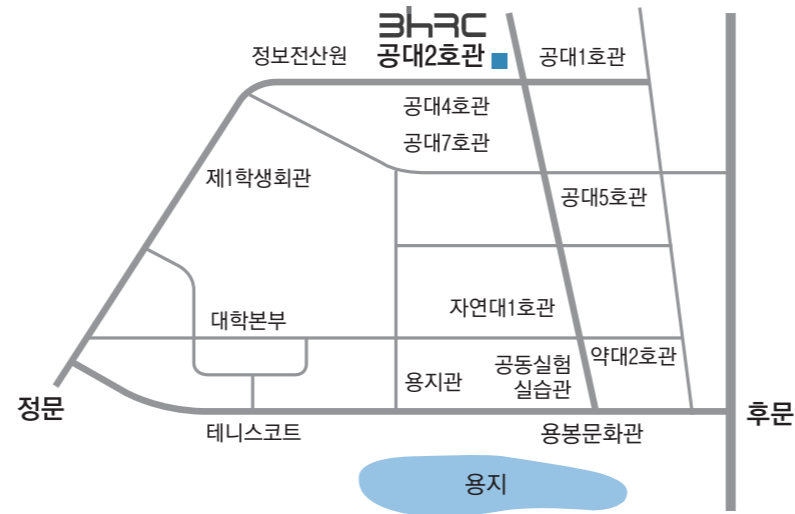 BHRC
정보전산원
공대2호관
공대1호관
공대4호관
공대7호관
제1학생회관
공대5호관
자연대1호관
대학본부
약대2호관
공동실험
실습관
용지관
정문
후문
테니스코트
용봉문화관
용지